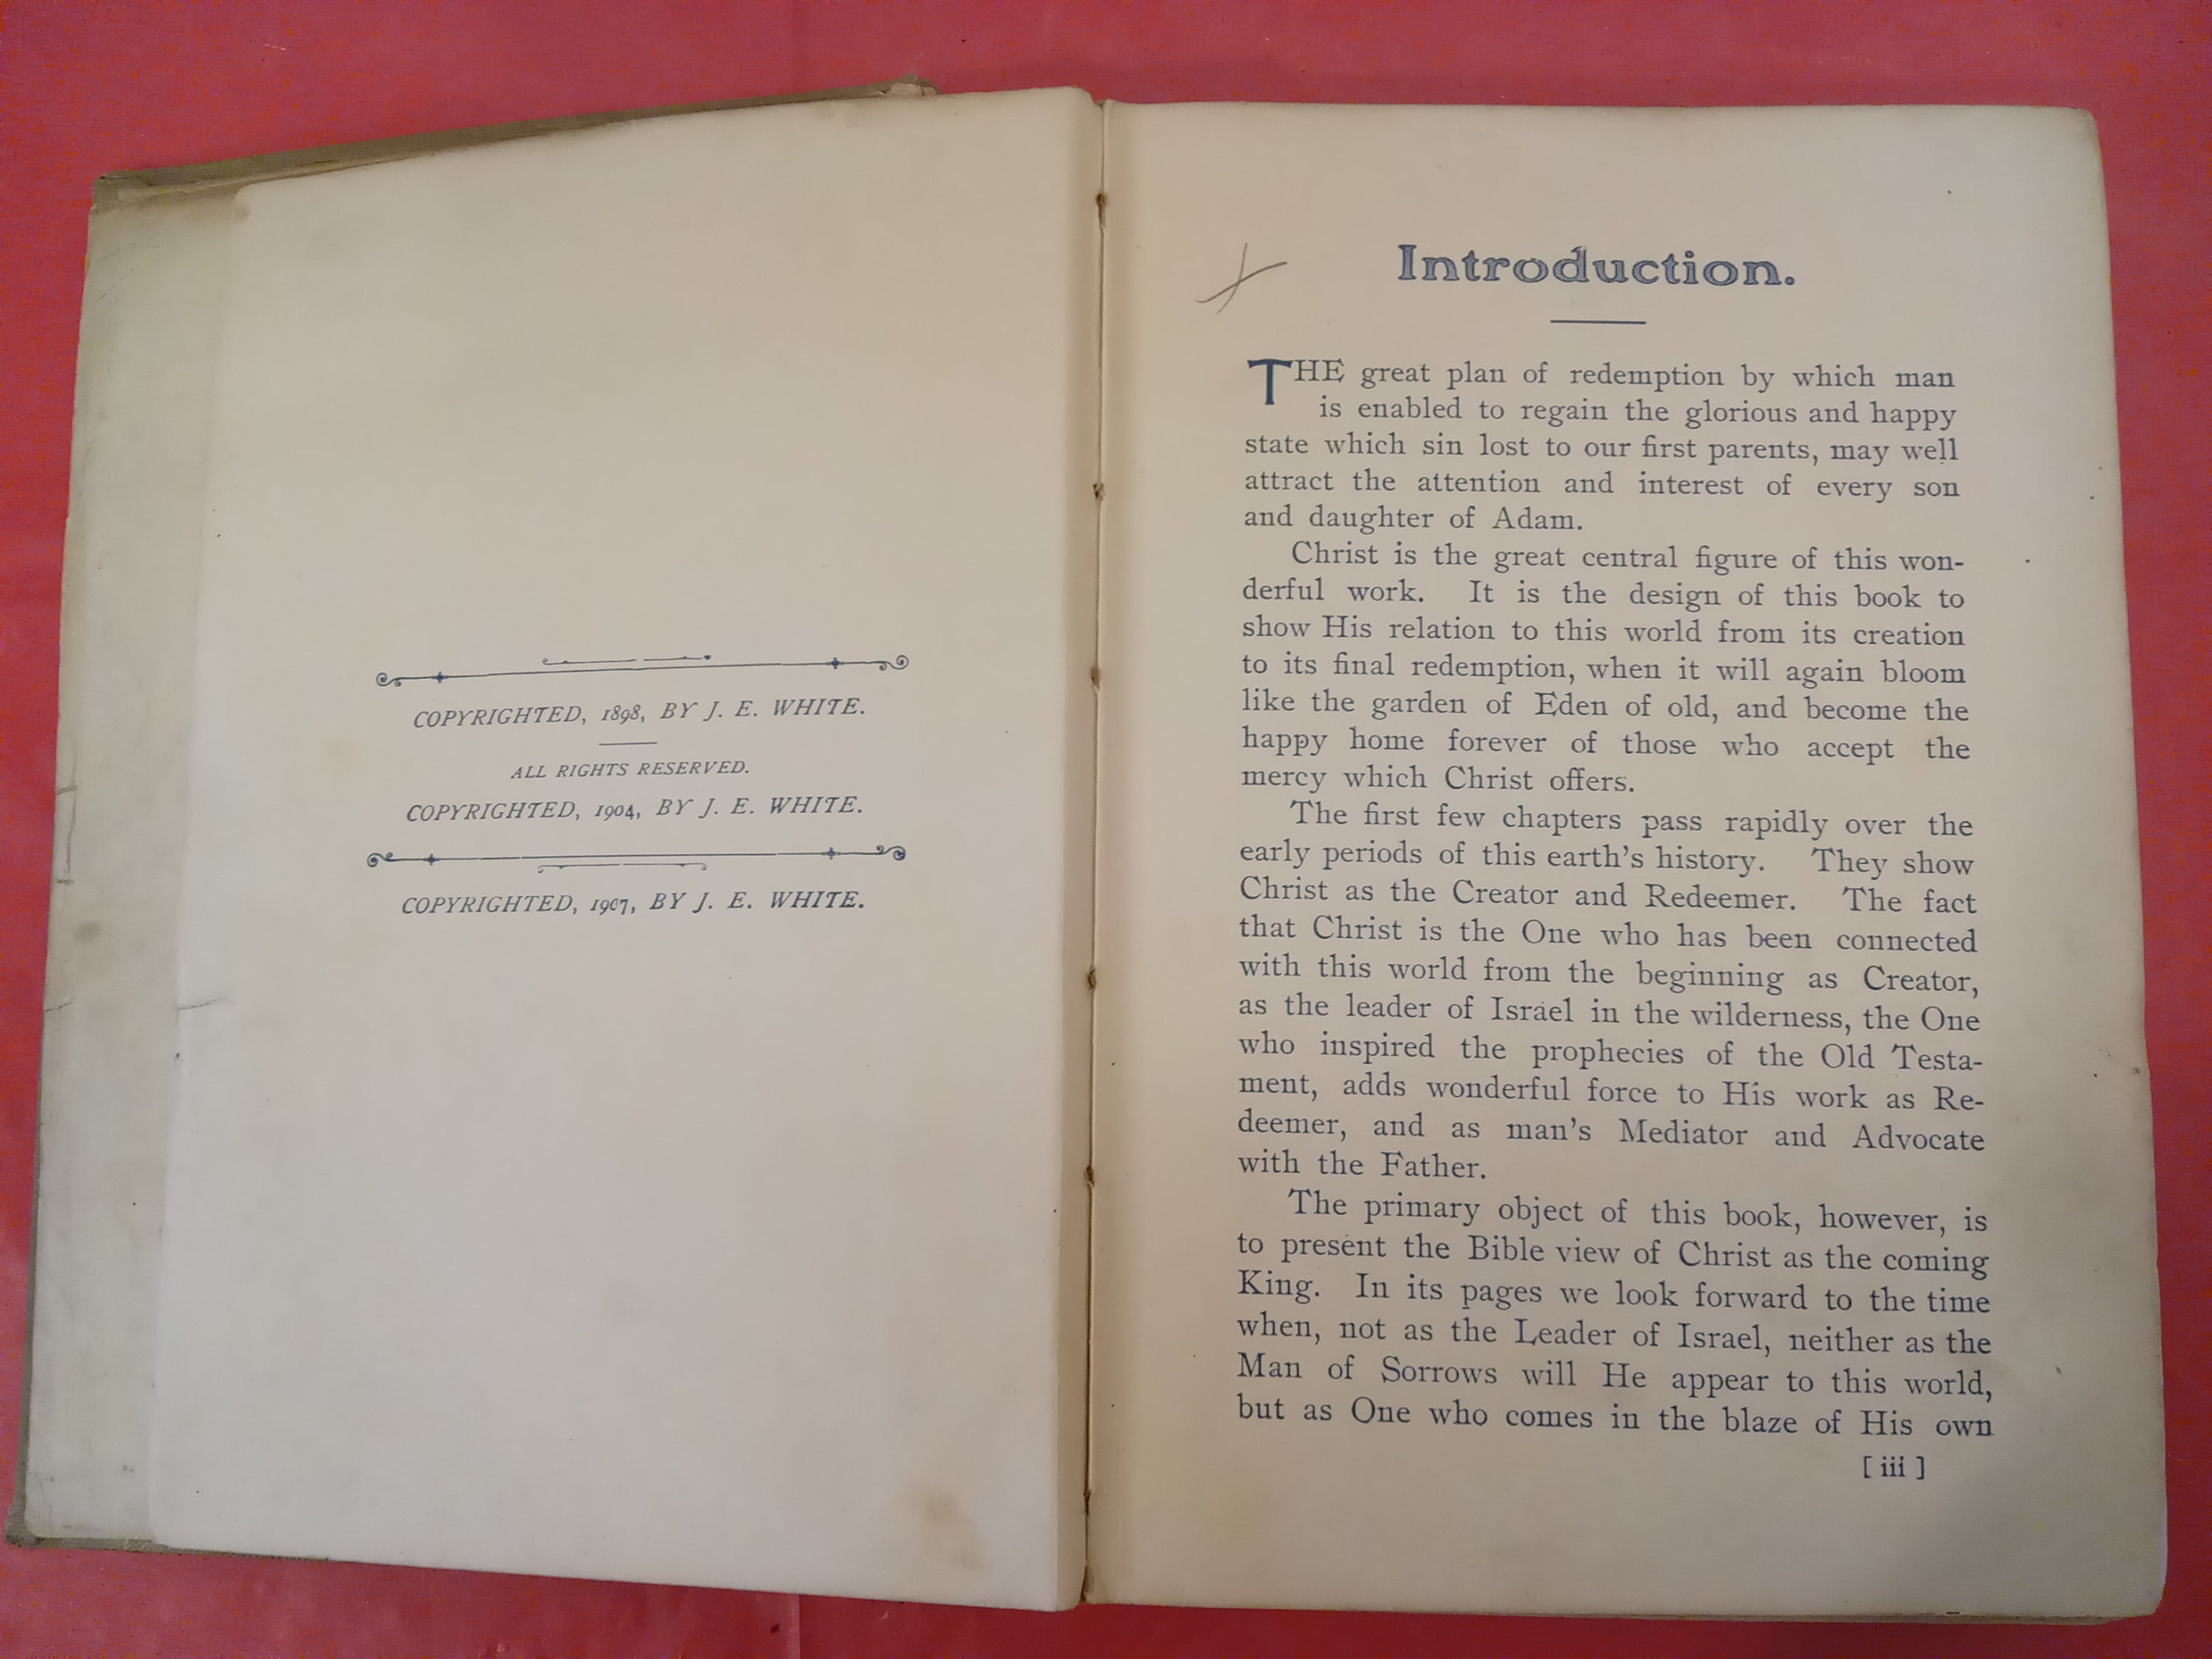 COPYRIGHTED, 1898, BY J. E. WHITE.
ALL RIGHTS RESERVED.
COPYRIGHTED, 1904, BY J. E. WHITE.
COPYRIGHTED, 1907, BY J. E. WHITE.
Introduction.
THE great plan of redemption by which man
is enabled to regain the glorious and happy
state which sin lost to our first parents, may well
attract the attention and interest of every son
and daughter of Adam.
Christ is the great central figure of this won-
derful work. It is the design of this book to
show His relation to this world from its creation
to its final redemption, when it will again bloom
like the garden of Eden of old, and become the
happy home forever of those who accept the
mercy which Christ offers.
The first few chapters pass rapidly over the
early periods of this earth's history. They show
Christ as the Creator and Redeemer. The fact
that Christ is the One who has been connected
with this world from the beginning as Creator,
as the leader of Israel in the wilderness, the One
who inspired the prophecies of the Old Testa-
ment, adds wonderful force to His work as Re-
deemer, and as man's Mediator and Advocate
with the Father.
The primary object of this book, however, is
to present the Bible view of Christ as the coming
King. In its pages we look forward to the time
when, not as the Leader of Israel, neither as the
Man of Sorrows will He appear to this world,
but as One who comes in the blaze of His own
[ iii ]